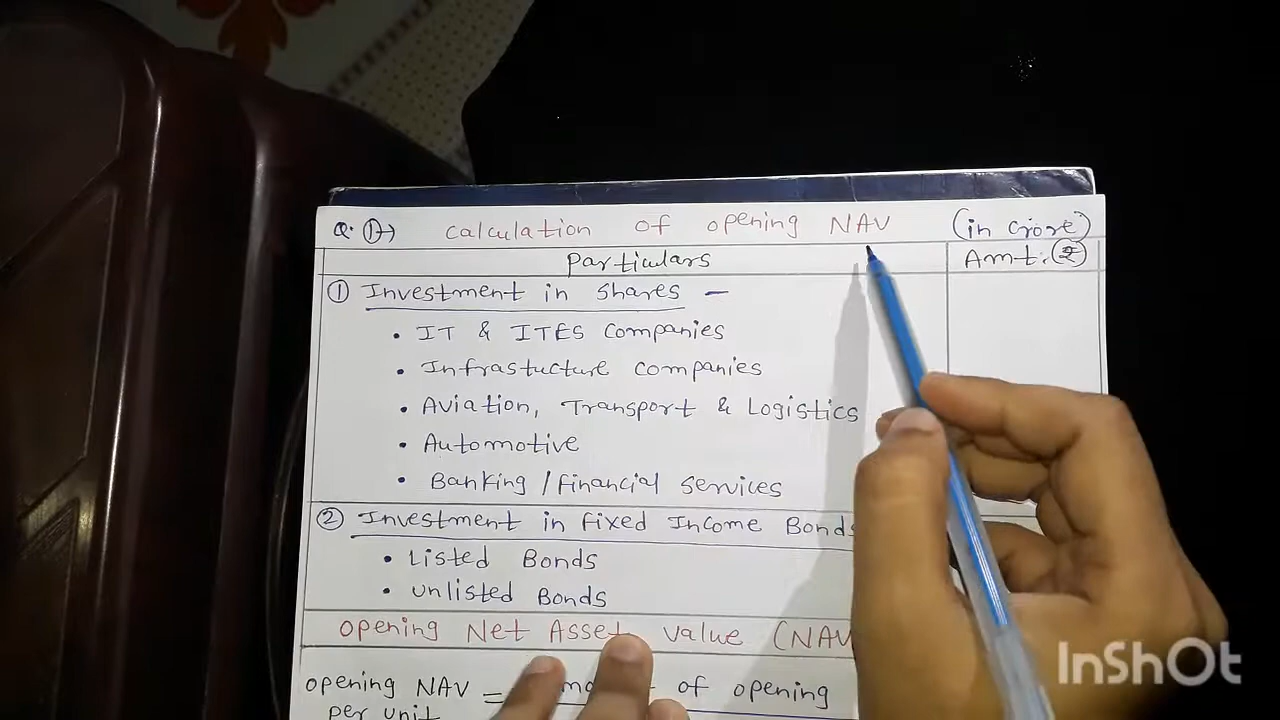 Q. 1→ Calculation of opening NAV (in crore)
Particulars Amt. (₹)
① Investment in Shares –
• IT & ITES Companies
• Infrastucture companies
• Aviation, Transport & Logistics
• Automotive
• Banking / Financial Services
② Investment in Fixed Income Bonds
• Listed Bonds
• Unlisted Bonds
Opening Net Asset Value (NAV
opening NAV = of opening
per unit
InShOt